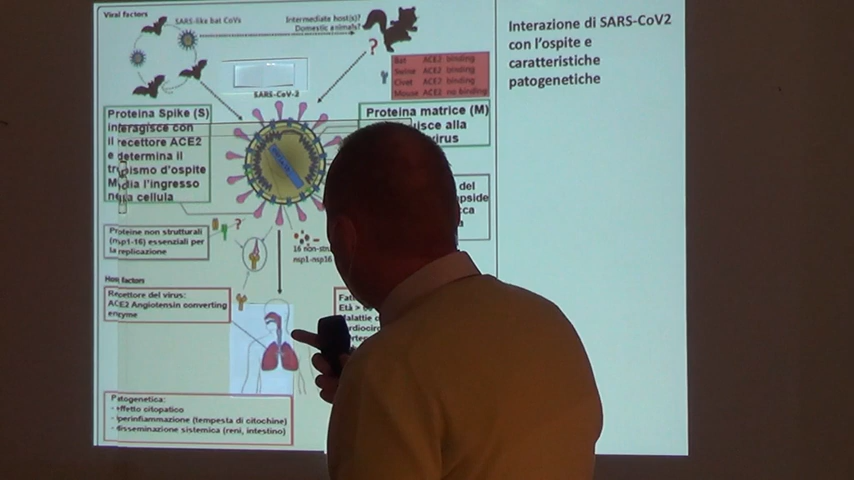 Viral factors
SARS-like bat CoVs
Intermediate host(s)?
Domestic animals?
?
Bat ACE2 binding
Swine ACE2 binding
Civet ACE2 binding
Mouse ACE2 no binding
SARS-CoV-2
Proteina Spike (S)
interagisce con
il recettore ACE2
e determina il
tropismo d'ospite
Media l'ingresso
nella cellula
Proteina matrice (M)
alla
virus
del
?
Proteine non strutturali
(nsp1-16) essenziali per
la replicazione
16 non-stru
nsp1-nsp16
Host factors
Recettore del virus:
ACE2 Angiotensin converting
enzyme
Età >
Patogenetica:
- effetto citopatico
- iperinfiammazione (tempesta di citochine)
- disseminazione sistemica (reni, intestino)
Interazione di SARS-CoV2
con l'ospite e
caratteristiche
patogenetiche